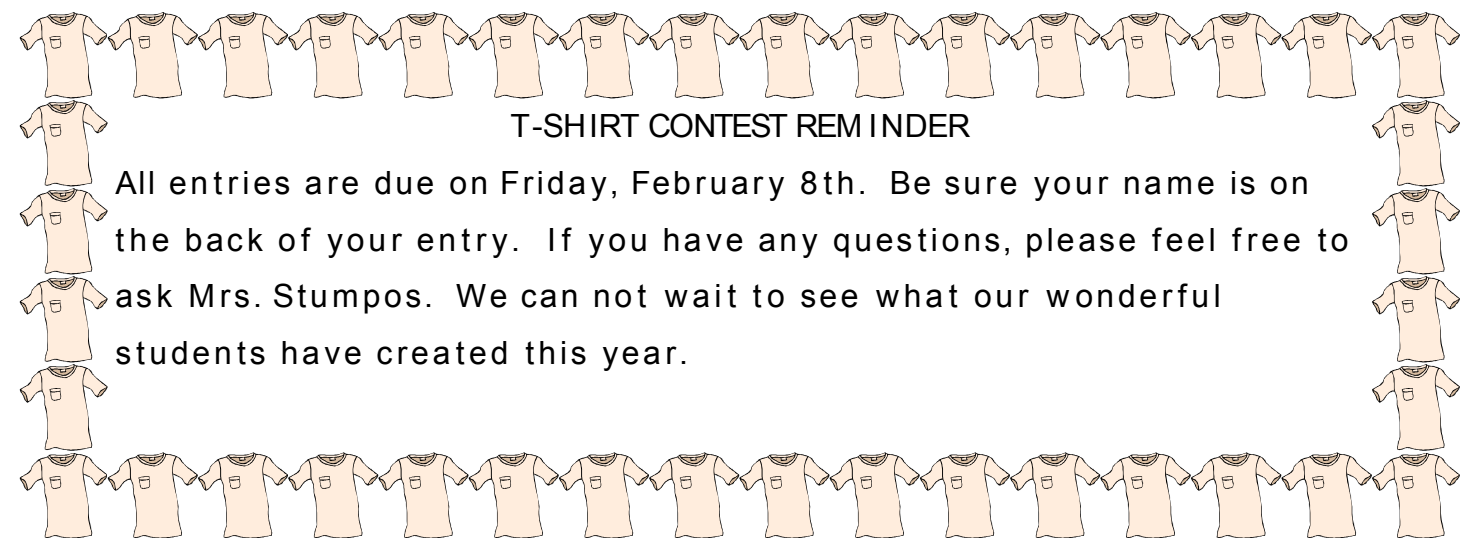 T-SHIRT CONTEST REMINDER
All entries are due on Friday, February 8th. Be sure your name is on
the back of your entry. If you have any questions, please feel free to
ask Mrs. Stumpos. We can not wait to see what our wonderful
students have created this year.